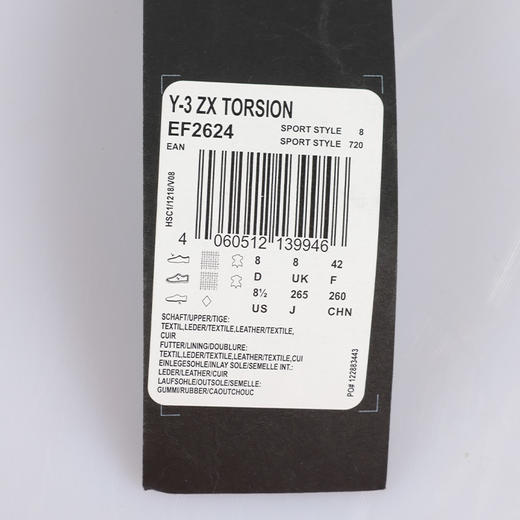 Y-3 ZX TORSION
EF2624
SPORT STYLE 8
SPORT STYLE 720
EAN
HSC1/1218/V08
4 060512 139946
8 8 42
D UK F
8½ 265 260
US J CHN
SCHAFT/UPPER/TIGE:
TEXTIL,LEDER/TEXTILE,LEATHER/TEXTILE,
CUIR
FUTTER/LINING/DOUBLURE:
TEXTIL,LEDER/TEXTILE,LEATHER/TEXTILE,CUI
EINLEGESOHLE/INLAY SOLE/SEMELLE INT.:
LEDER/LEATHER/CUIR
LAUFSOHLE/OUTSOLE/SEMELLE:
GUMMI/RUBBER/CAOUTCHOUC
PO# 122883443